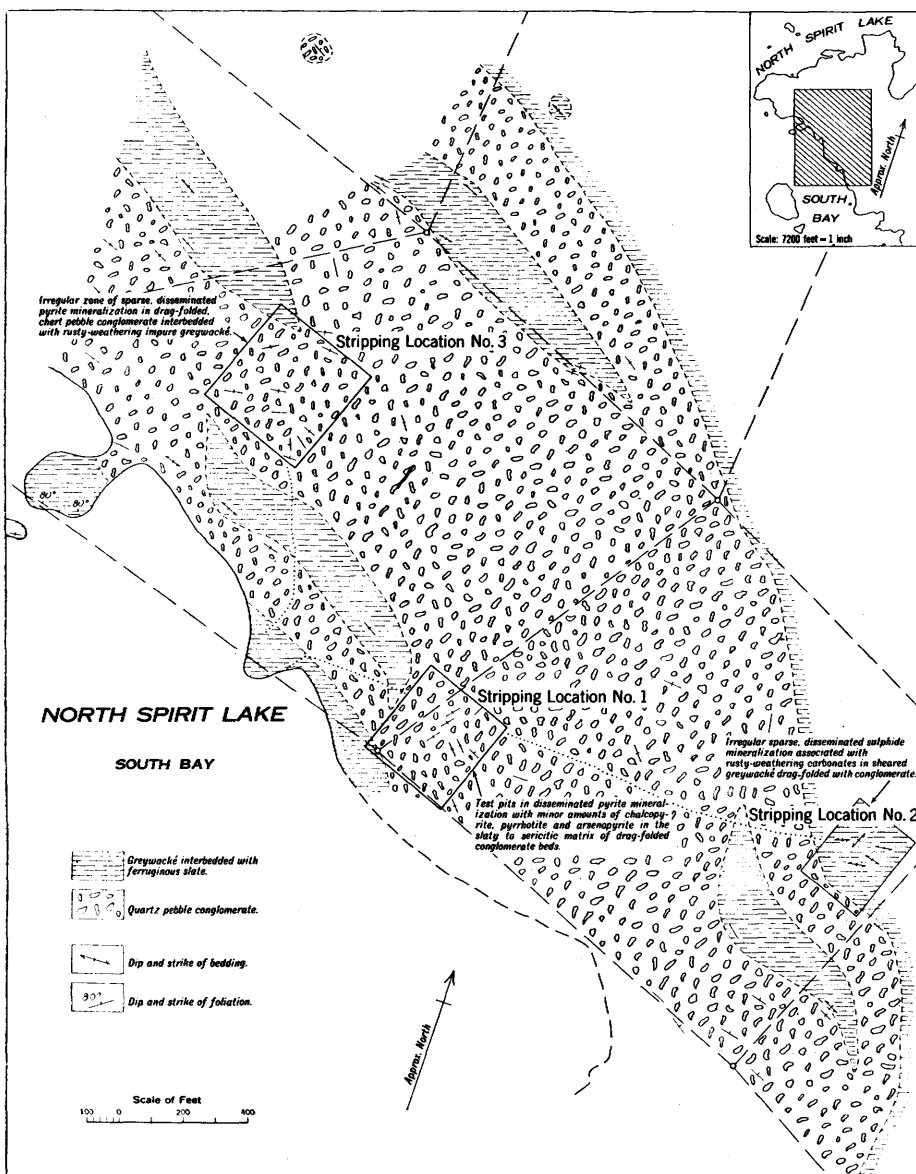 NORTH SPIRIT LAKE
Approx. North
SOUTH
BAY
Scale: 7200 feet = 1 inch
Irregular zone of sparse, disseminated
pyrite mineralization in drag-folded,
chert pebble conglomerate interbedded
with rusty-weathering impure greywacké.
Stripping Location No. 3
80°
80°
Stripping Location No. 1
NORTH SPIRIT LAKE
SOUTH BAY
Irregular sparse, disseminated sulphide
mineralization associated with
rusty-weathering carbonates in sheared
greywacké drag-folded with conglomerate.
Test pits in disseminated pyrite mineral-
ization with minor amounts of chalcopy-
rite, pyrrhotite and arsenopyrite in the
slaty to sericitic matrix of drag-folded
conglomerate beds.
Stripping Location No. 2
Greywacké interbedded with
ferruginous slate.
Quartz pebble conglomerate.
Dip and strike of bedding.
80°
Dip and strike of foliation.
Approx. North
Scale of Feet
100 0 200 400